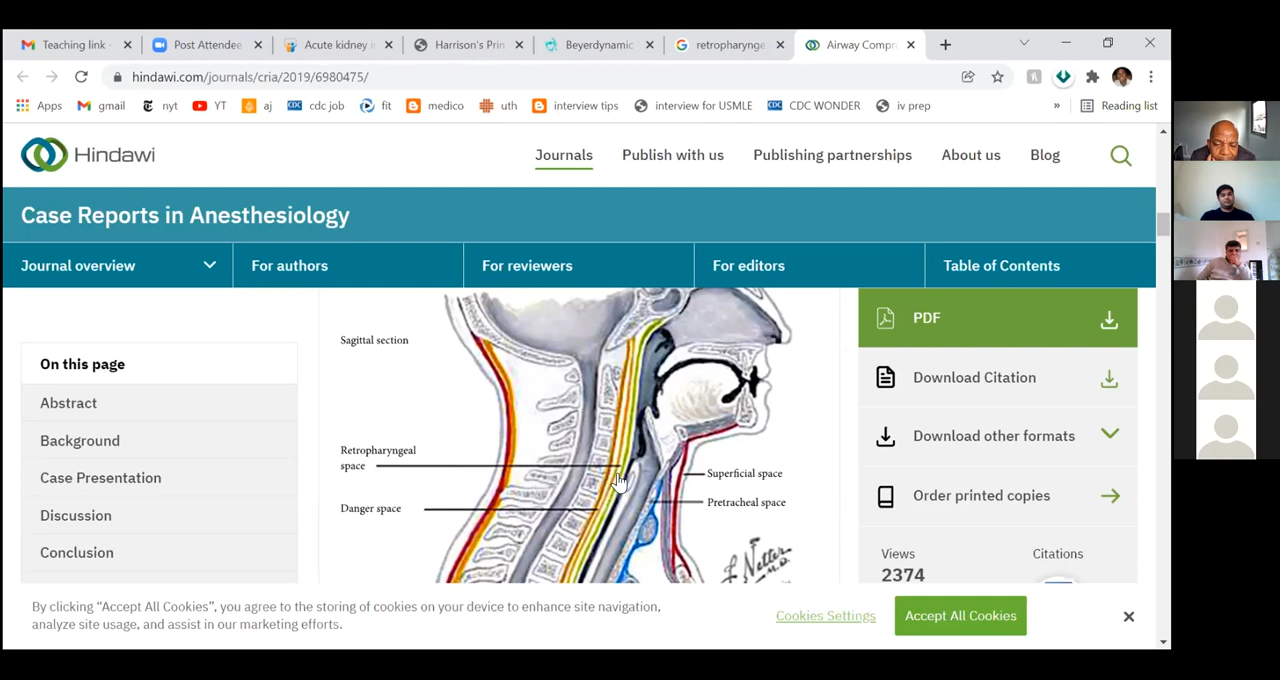 Teaching link -
Post Attendee
Acute kidney i
Harrison's Prin
Beyerdynamic
retropharynge
Airway Compr
hindawi.com/journals/cria/2019/6980475/
Apps gmail nyt YT aj cdc job fit medico uth interview tips interview for USMLE CDC WONDER iv prep » Reading list
Hindawi
Journals Publish with us Publishing partnerships About us Blog
Case Reports in Anesthesiology
Journal overview For authors For reviewers For editors Table of Contents
On this page
Abstract
Background
Case Presentation
Discussion
Conclusion
Sagittal section
Retropharyngeal
space
Danger space
Superficial space
Pretracheal space
F. Netter
M.D.
PDF
Download Citation
Download other formats
Order printed copies
Views Citations
2374
By clicking “Accept All Cookies”, you agree to the storing of cookies on your device to enhance site navigation,
analyze site usage, and assist in our marketing efforts.
Cookies Settings
Accept All Cookies